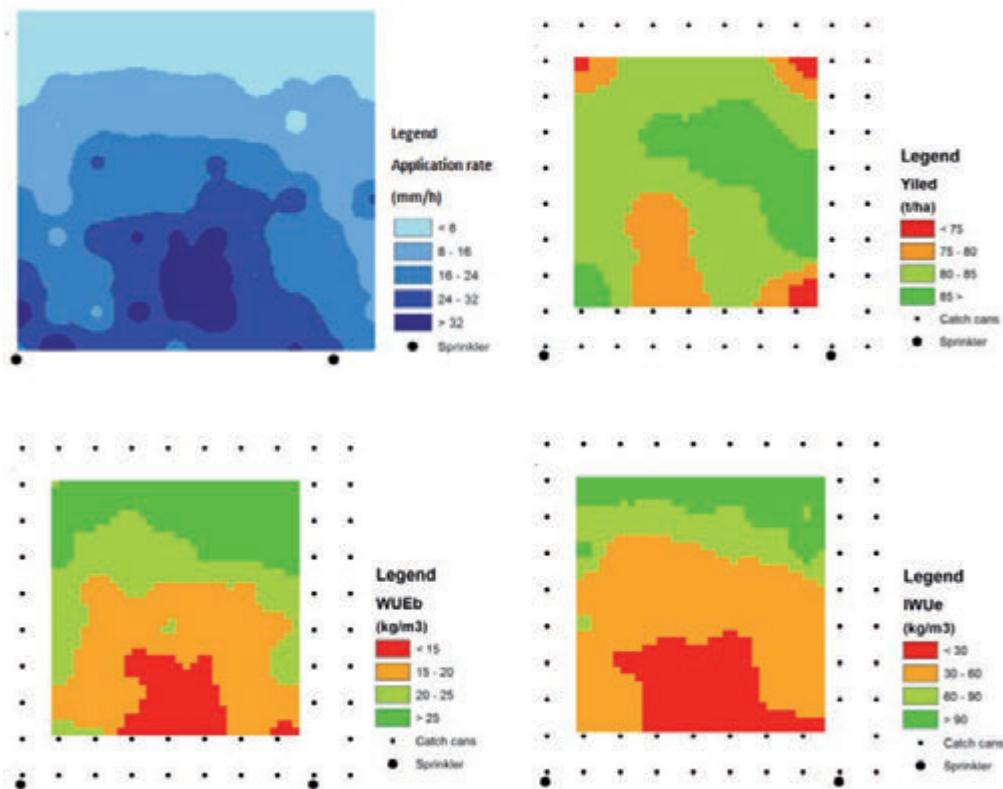 Legend
Application rate
(mm/h)
< 8
8 - 16
16 - 24
24 - 32
> 32
Sprinkler
Legend
Yiled
(t/ha)
< 75
75 - 80
80 - 85
85 >
Catch cans
Sprinkler
Legend
WUEb
(kg/m3)
< 15
15 - 20
20 - 25
> 25
Catch cans
Sprinkler
Legend
IWUe
(kg/m3)
< 30
30 - 60
60 - 90
> 90
Catch cans
Sprinkler